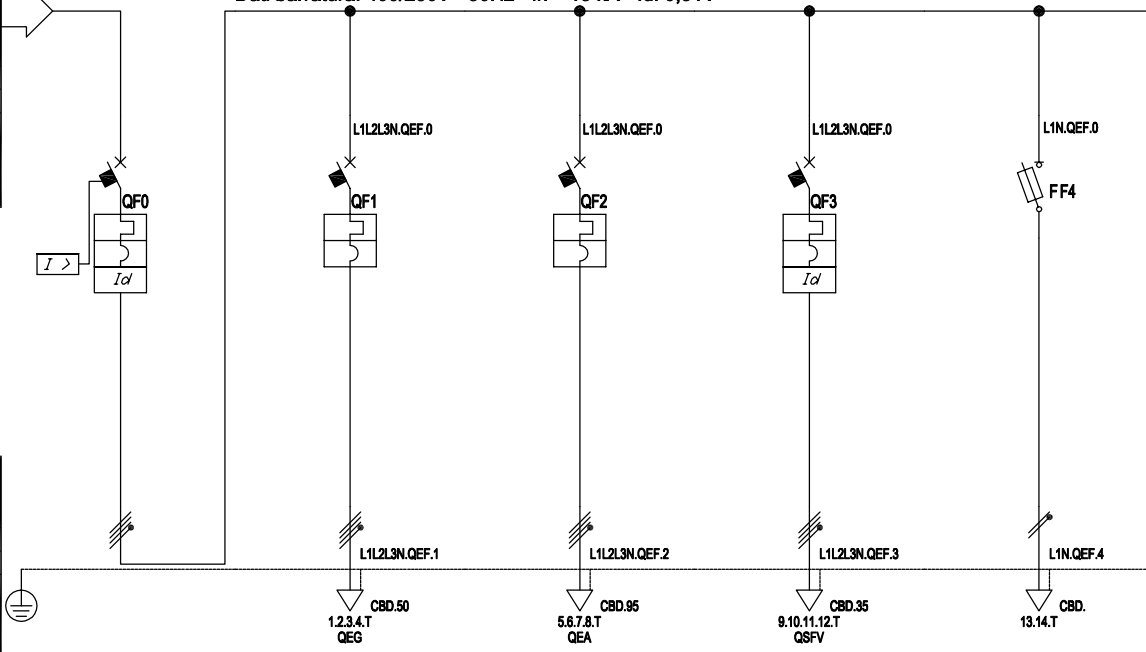 L1L2L3N.QEF.0
L1L2L3N.QEF.0
L1L2L3N.QEF.0
L1N.QEF.0
QF0
QF1
QF2
QF3
FF4
I >
Id
Id
L1L2L3N.QEF.1
L1L2L3N.QEF.2
L1L2L3N.QEF.3
L1N.QEF.4
CBD.50
CBD.95
CBD.35
CBD.
1.2.3.4.T
5.6.7.8.T
9.10.11.12.T
13.14.T
QEG
QEA
QSFV